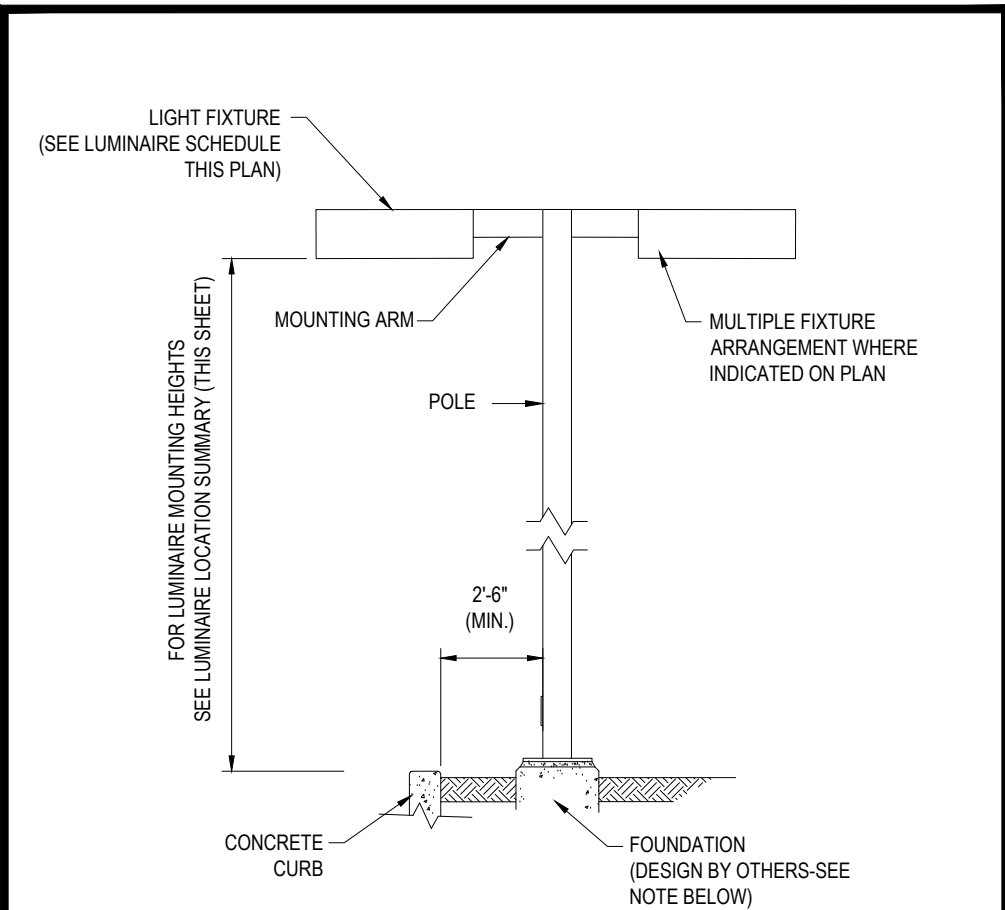 LIGHT FIXTURE
(SEE LUMINAIRE SCHEDULE
THIS PLAN)
MOUNTING ARM
MULTIPLE FIXTURE
ARRANGEMENT WHERE
INDICATED ON PLAN
POLE
FOR LUMINAIRE MOUNTING HEIGHTS
SEE LUMINAIRE LOCATION SUMMARY (THIS SHEET)
2'-6"
(MIN.)
CONCRETE
CURB
FOUNDATION
(DESIGN BY OTHERS-SEE
NOTE BELOW)